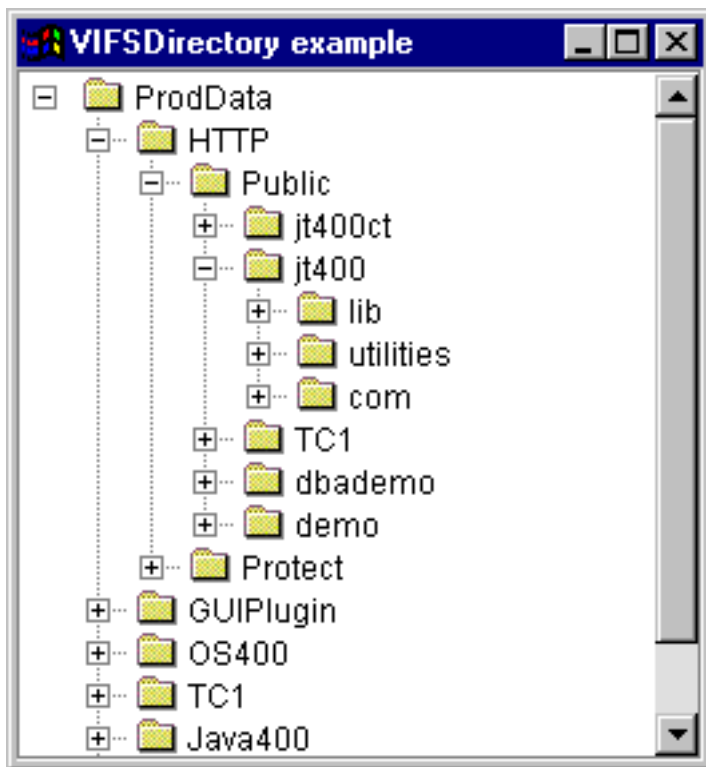 VIFSDirectory example
ProdData
HTTP
Public
jt400ct
jt400
lib
utilities
com
TC1
dbademo
demo
Protect
GUIPlugin
OS400
TC1
Java400